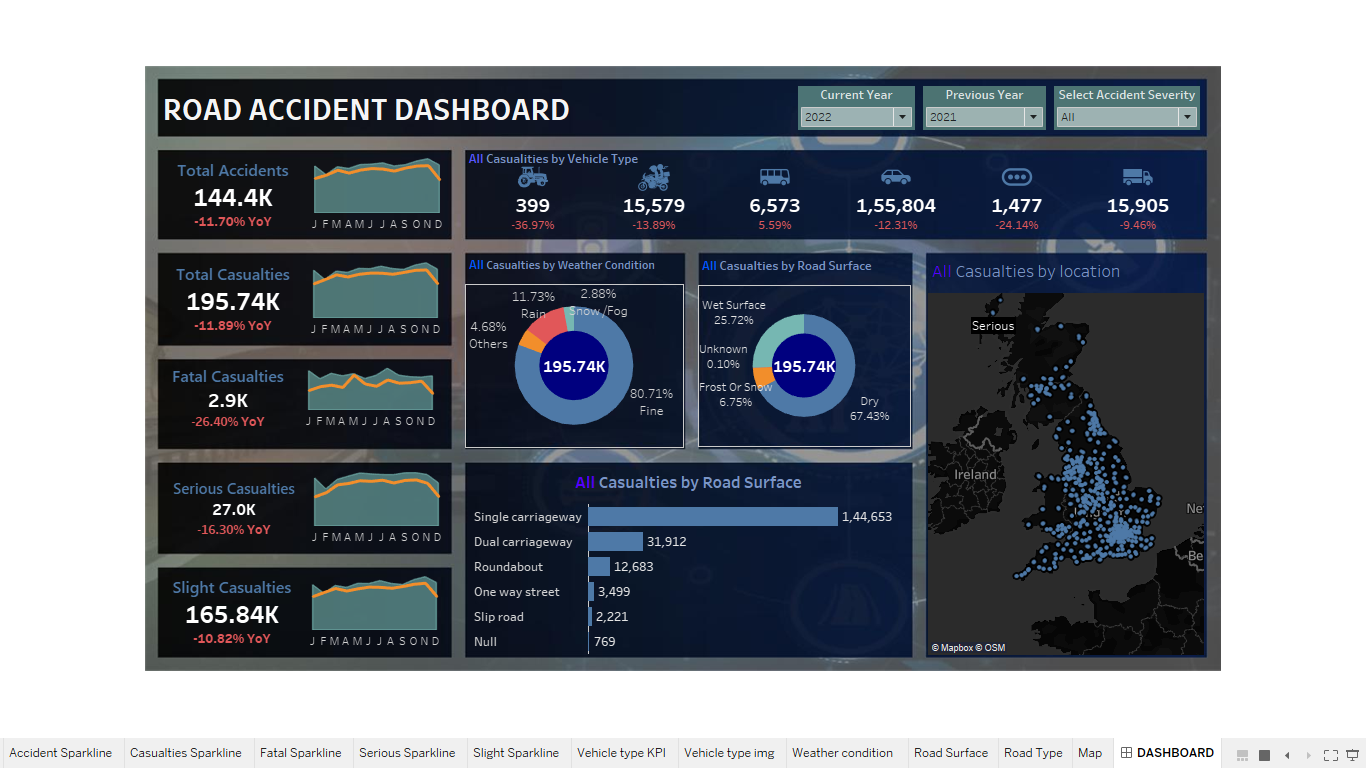 ROAD ACCIDENT DASHBOARD
Current Year
2022
Previous Year
2021
Select Accident Severity
All
Total Accidents
144.4K
-11.70% YoY
J F M A M J J A S O N D
Total Casualties
195.74K
-11.89% YoY
J F M A M J J A S O N D
Fatal Casualties
2.9K
-26.40% YoY
J F M A M J J A S O N D
Serious Casualties
27.0K
-16.30% YoY
J F M A M J J A S O N D
Slight Casualties
165.84K
-10.82% YoY
J F M A M J J A S O N D
All Casualities by Vehicle Type
399 15,579 6,573 1,55,804 1,477 15,905
-36.97% -13.89% 5.59% -12.31% -24.14% -9.46%
All Casualties by Weather Condition
11.73%
Rain
2.88%
Snow /Fog
4.68%
Others
195.74K
80.71%
Fine
All Casualties by Road Surface
Wet Surface
25.72%
Unknown
0.10%
Frost Or Snow
6.75%
195.74K
Dry
67.43%
All Casualties by Road Surface
Single carriageway 1,44,653
Dual carriageway 31,912
Roundabout 12,683
One way street 3,499
Slip road 2,221
Null 769
All Casualties by location
Serious
Ireland
Ne
Be
© Mapbox © OSM
Accident Sparkline Casualties Sparkline Fatal Sparkline Serious Sparkline Slight Sparkline Vehicle type KPI Vehicle type img Weather condition Road Surface Road Type Map DASHBOARD